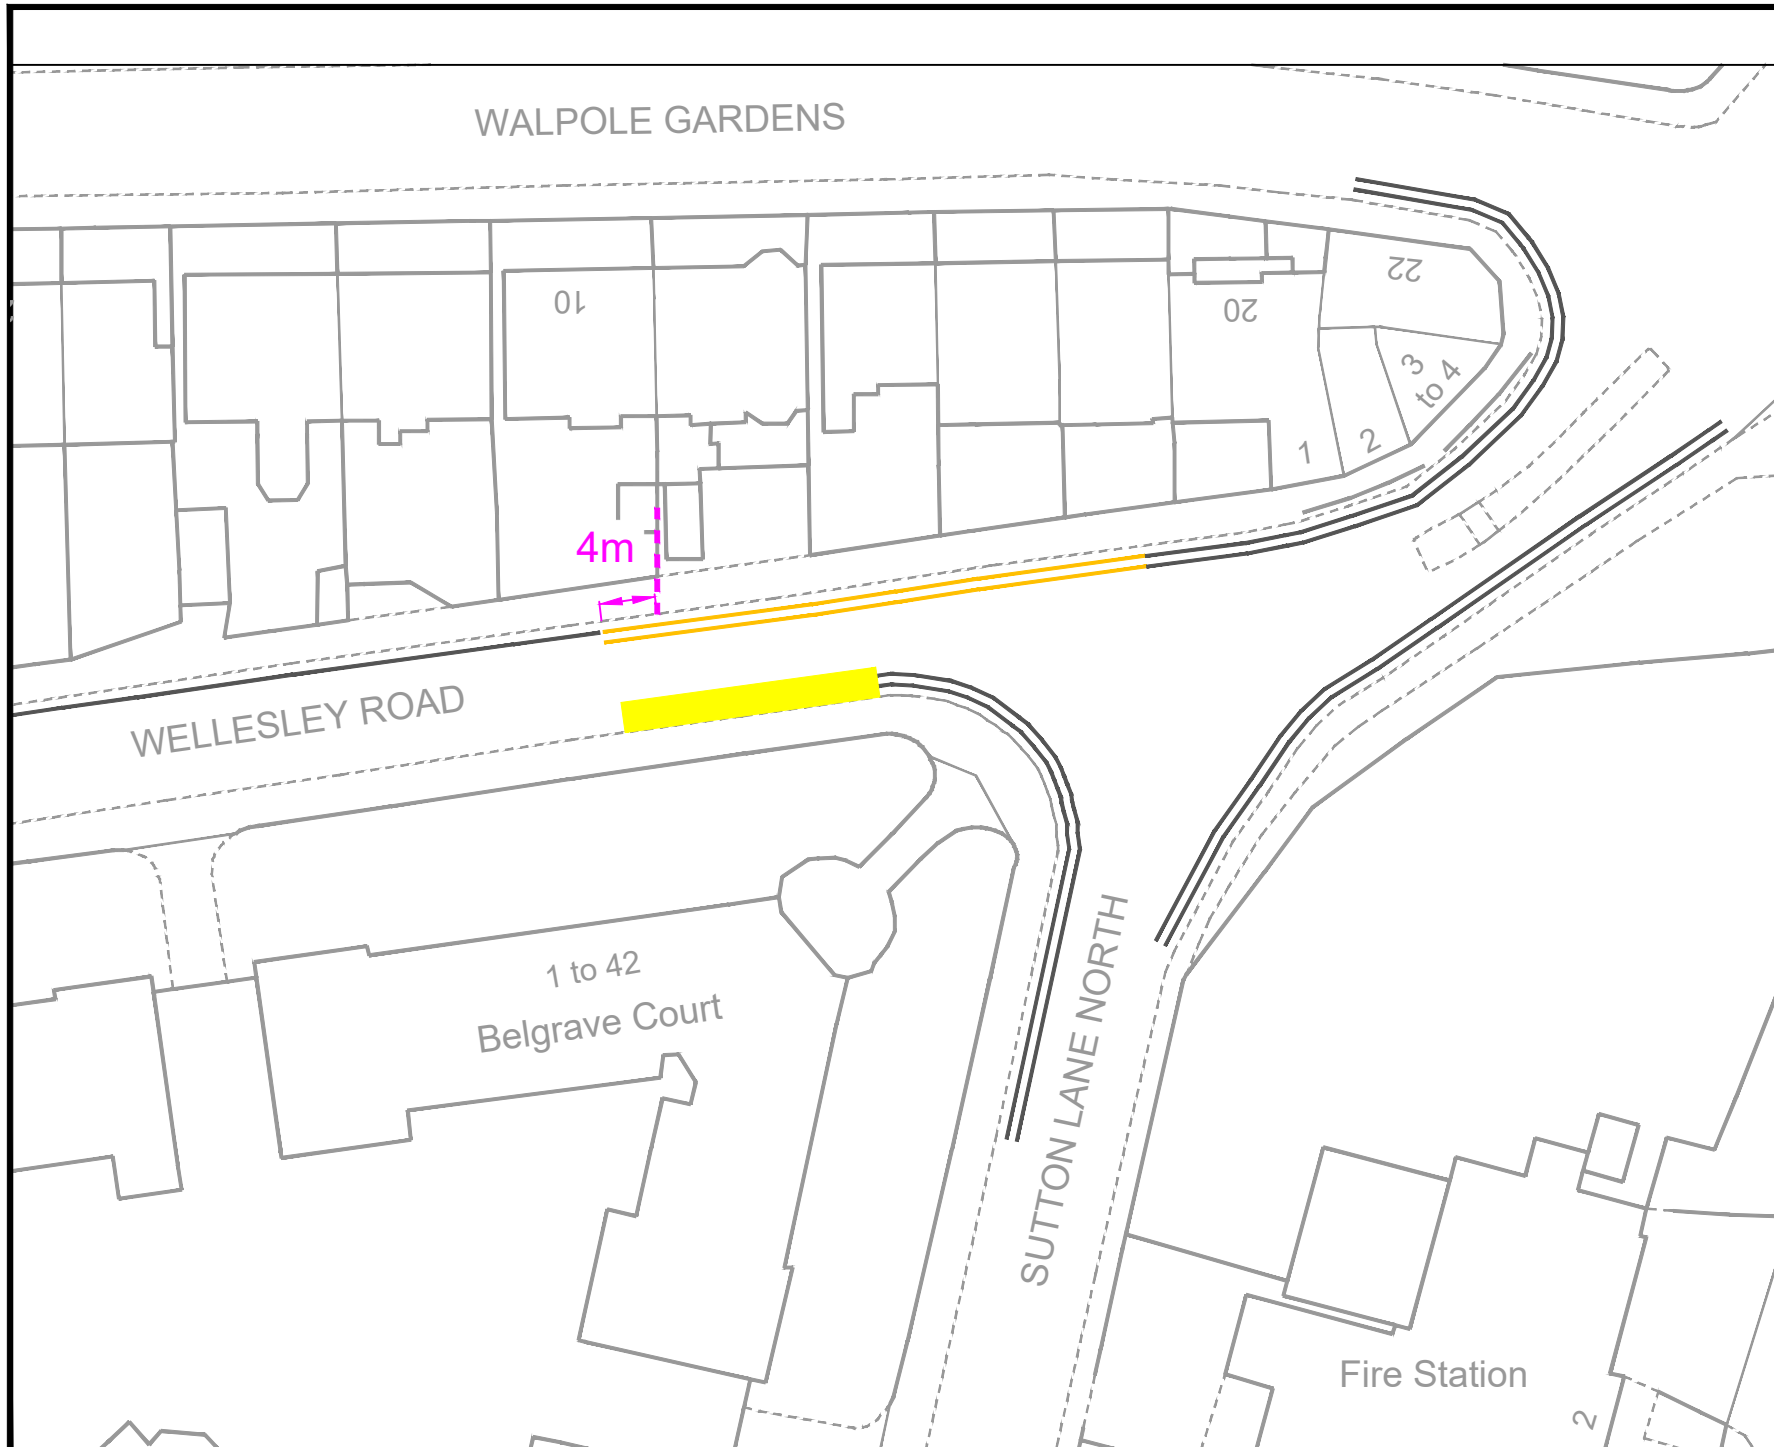 WALPOLE GARDENS
10
22
20
3
to 4
1
2
4m
WELLESLEY ROAD
1 to 42
Belgrave Court
SUTTON LANE NORTH
Fire Station
2